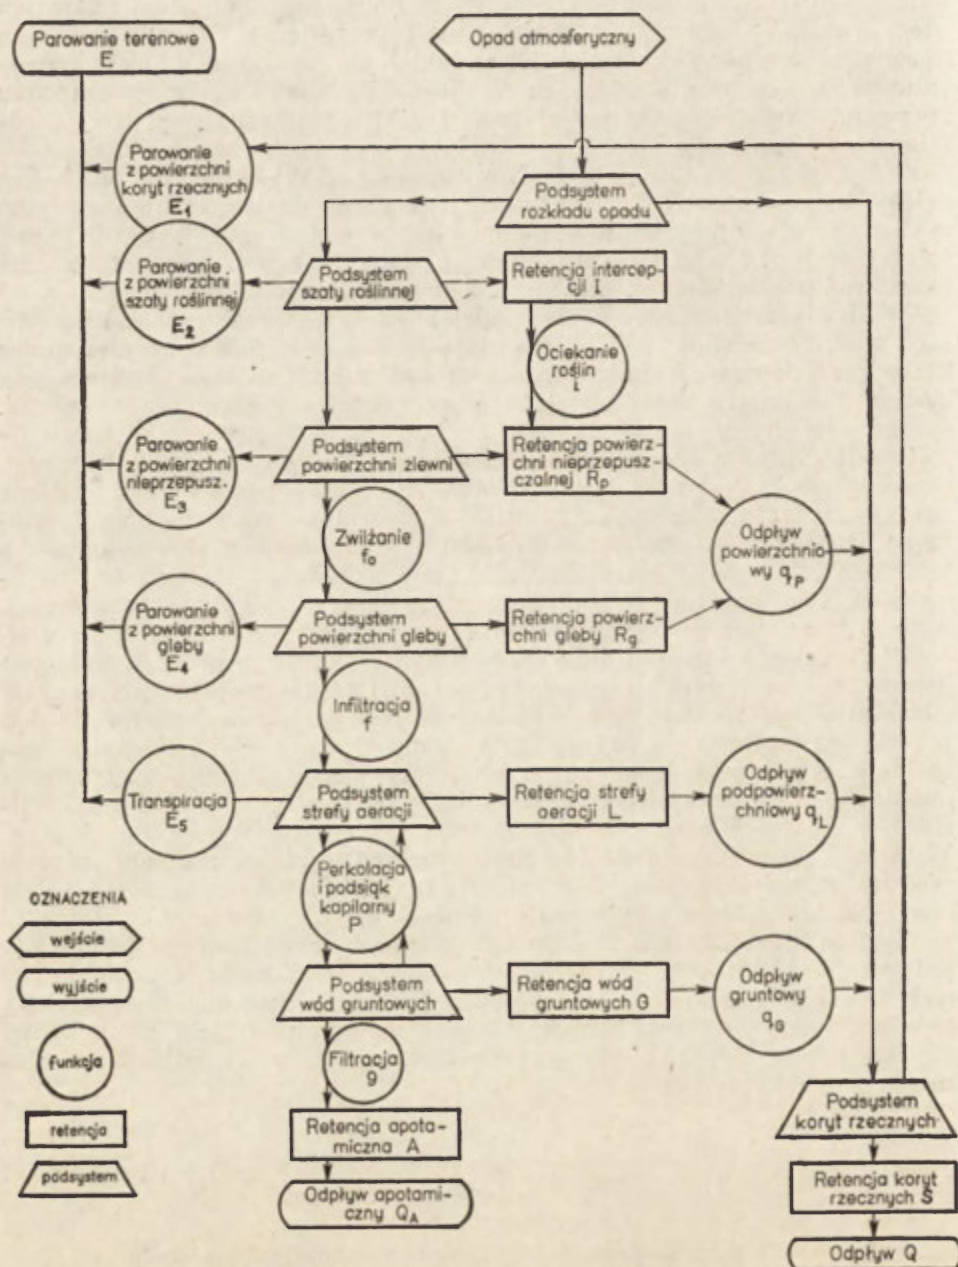 Parowanie terenowe
E
Opad atmosferyczny
Parowanie
z powierzchni
koryt rzecznych
E1
Podsystem
rozkładu opadu
Parowanie
z powierzchni
szaty roślinnej
E2
Podsystem
szaty roślinnej
Retencja intercep-
cji I
Ociekanie
roślin
i
Parowanie
z powierzchni
nieprzepusz.
E3
Podsystem
powierzchni zlewni
Retencja powierz-
chni nieprzepusz-
czalnej Rp
Zwilżanie
fo
Odpływ
powierzchnio
wy qP
Parowanie
z powierzchni
gleby
E4
Podsystem
powierzchni gleby
Retencja powierz-
chni gleby Rg
Infiltracja
f
Transpiracja
E5
Podsystem
strefy aeracji
Retencja strefy
aeracji L
Odpływ
podpowierz-
chniowy qL
Perkolacja
i podsiąk
kapilarny
P
OZNACZENIA
wejście
wyjście
funkcja
retencja
podsystem
Podsystem
wód gruntowych
Retencja wód
gruntowych G
Odpływ
gruntowy
qG
Filtracja
g
Retencja apota-
miczna A
Odpływ apotami-
czny QA
Podsystem
koryt rzecznych
Retencja koryt
rzecznych S
Odpływ Q